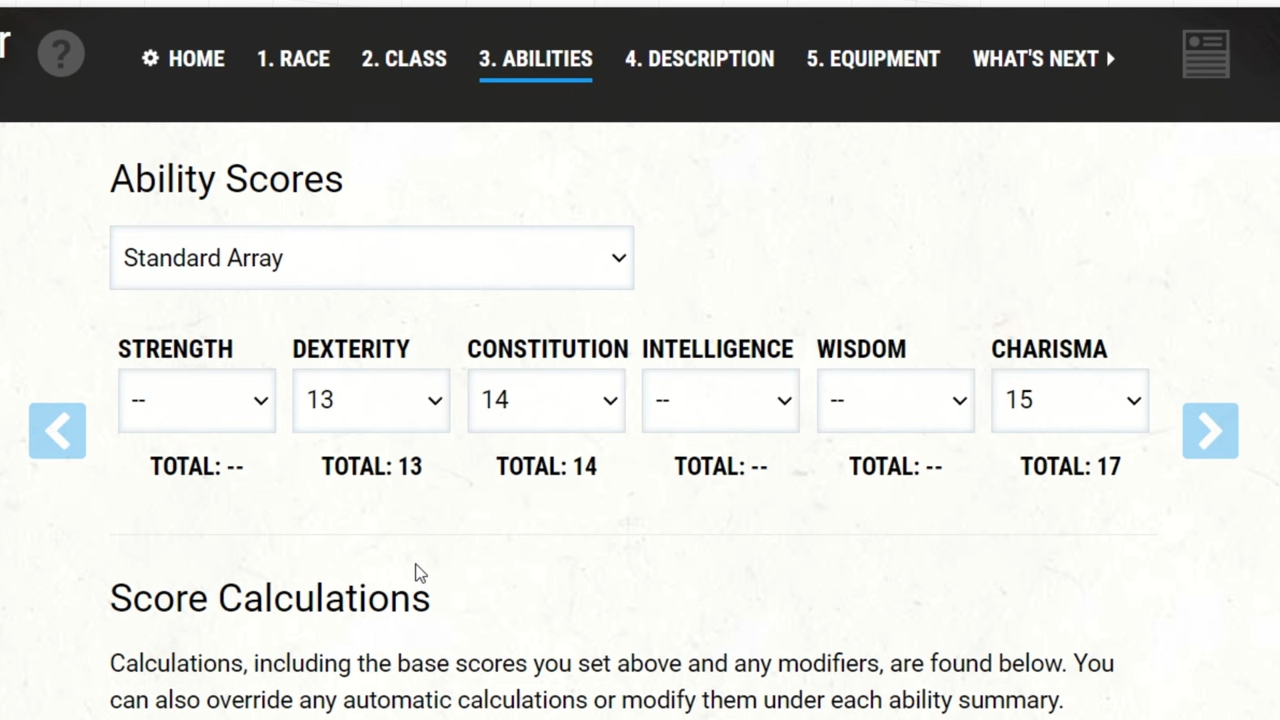 r ? HOME 1. RACE 2. CLASS 3. ABILITIES 4. DESCRIPTION 5. EQUIPMENT WHAT'S NEXT
Ability Scores
Standard Array
STRENGTH DEXTERITY CONSTITUTION INTELLIGENCE WISDOM CHARISMA
-- 13 14 -- -- 15
TOTAL: -- TOTAL: 13 TOTAL: 14 TOTAL: -- TOTAL: -- TOTAL: 17
Score Calculations
Calculations, including the base scores you set above and any modifiers, are found below. You
can also override any automatic calculations or modify them under each ability summary.